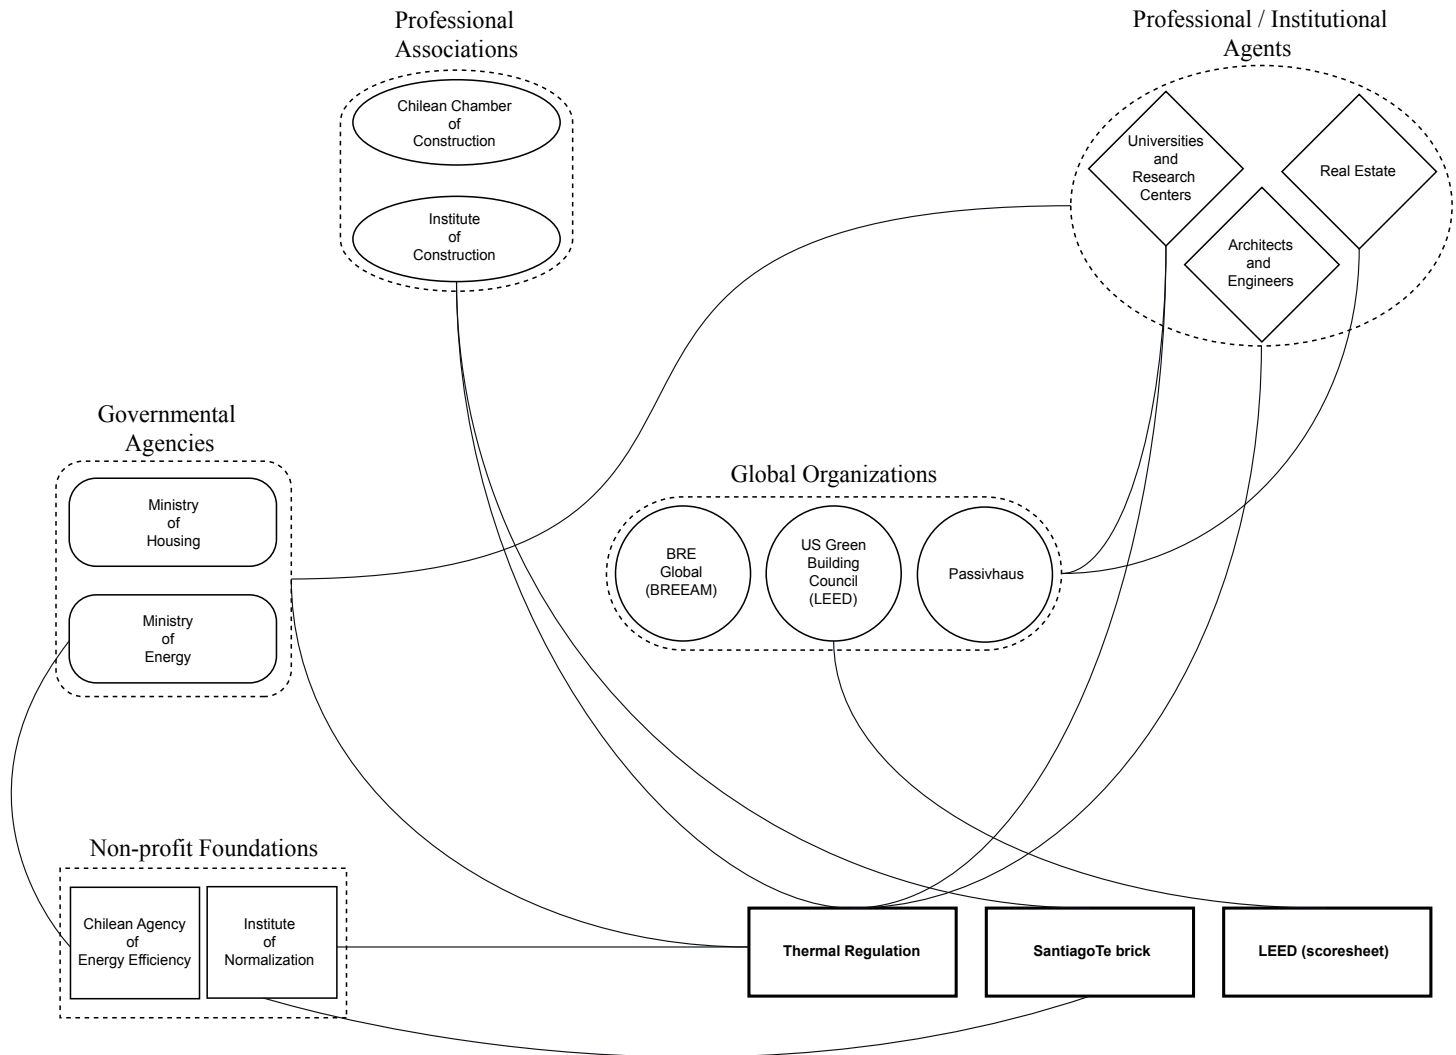 Professional
Associations
Chilean Chamber
of
Construction
Institute
of
Construction
Professional / Institutional
Agents
Universities
and
Research
Centers
Real Estate
Architects
and
Engineers
Governmental
Agencies
Ministry
of
Housing
Ministry
of
Energy
Global Organizations
BRE
Global
(BREEAM)
US Green
Building
Council
(LEED)
Passivhaus
Non-profit Foundations
Chilean Agency
of
Energy Efficiency
Institute
of
Normalization
Thermal Regulation
SantiagoTe brick
LEED (scoresheet)